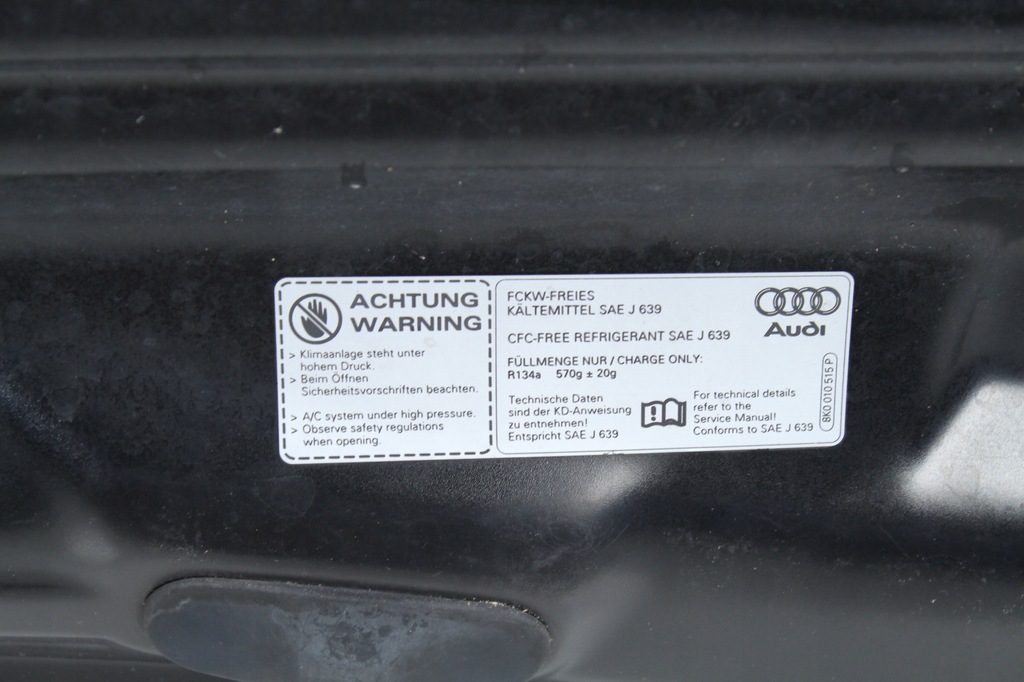 ACHTUNG
WARNING
> Klimaanlage steht unter
hohem Druck.
> Beim Öffnen
Sicherheitsvorschriften beachten.
> A/C system under high pressure.
> Observe safety regulations
when opening.
FCKW-FREIES
KÄLTEMITTEL SAE J 639
CFC-FREE REFRIGERANT SAE J 639
FÜLLMENGE NUR / CHARGE ONLY:
R134a 570g ± 20g
Technische Daten
sind der KD-Anweisung
zu entnehmen!
Entspricht SAE J 639
For technical details
refer to the
Service Manual!
Conforms to SAE J 639
Audi
8K0 010 515 P